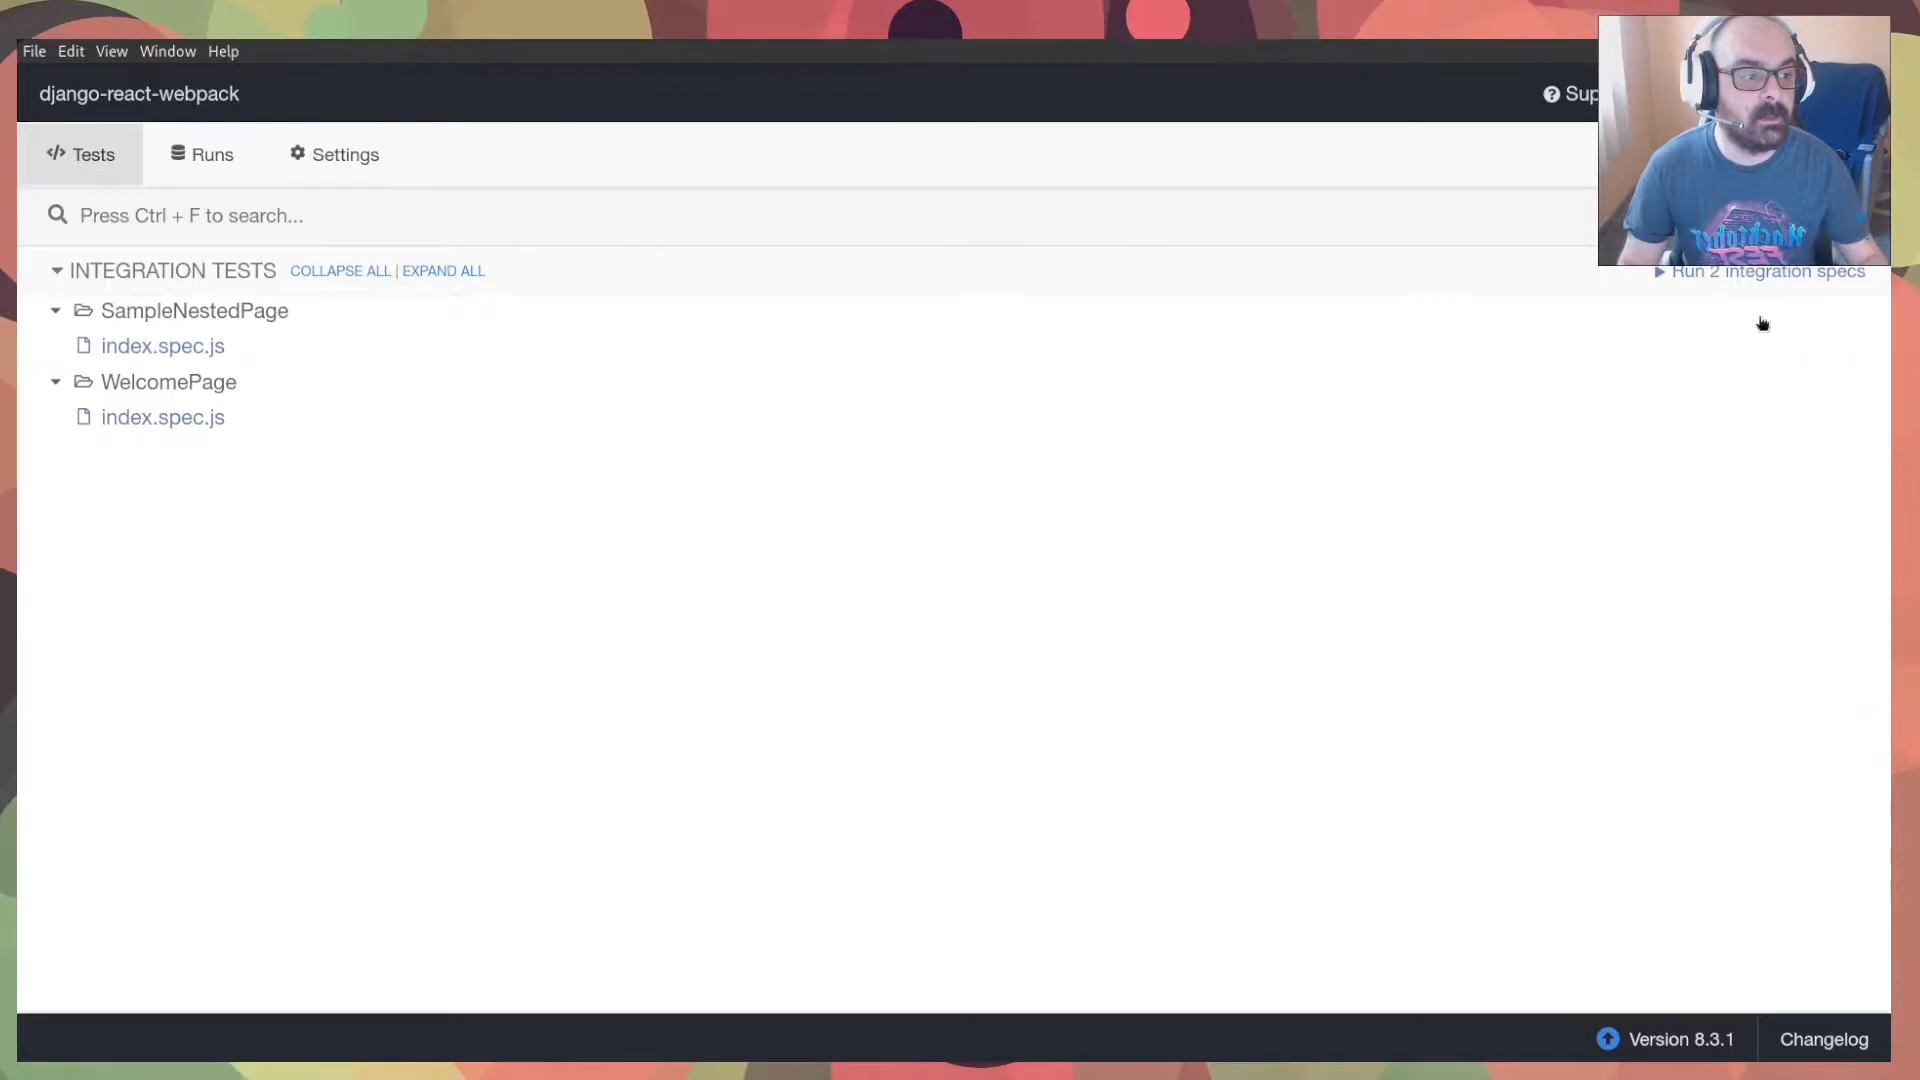 File Edit View Window Help
django-react-webpack
Sup
Tests Runs Settings
Press Ctrl + F to search...
INTEGRATION TESTS COLLAPSE ALL | EXPAND ALL
Run 2 integration specs
SampleNestedPage
index.spec.js
WelcomePage
index.spec.js
Version 8.3.1 Changelog